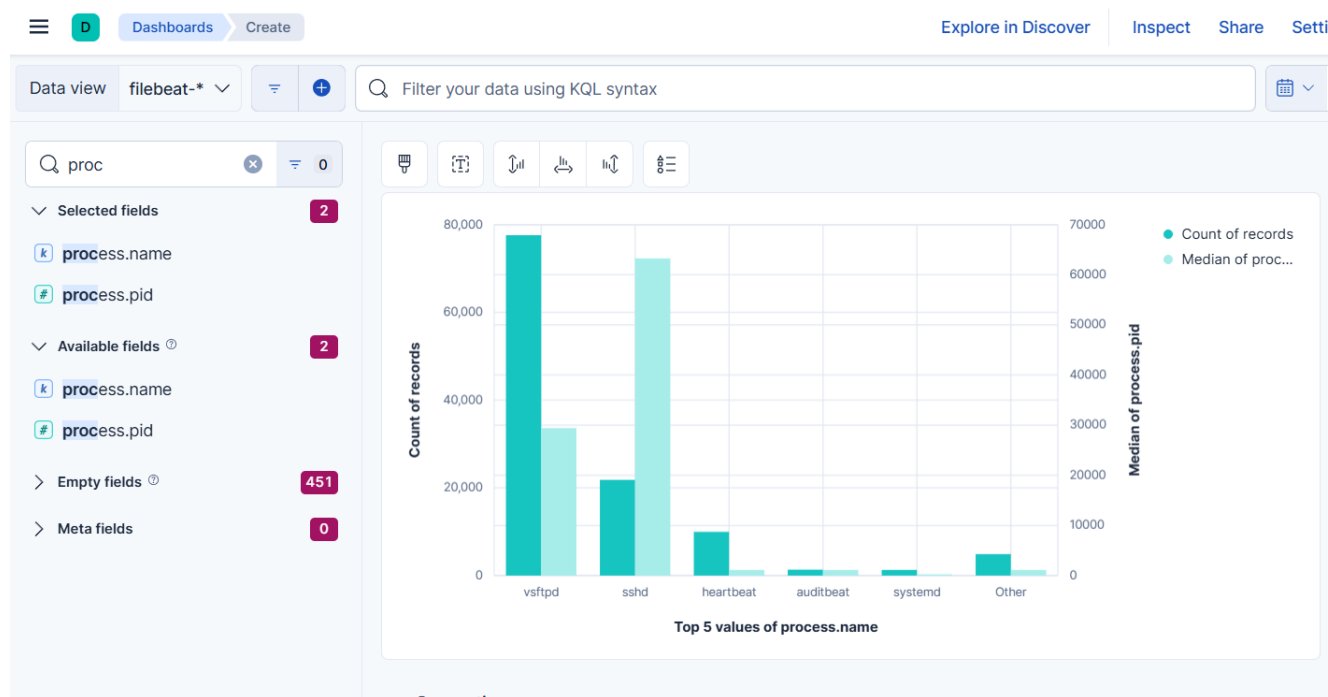 D Dashboards Create Explore in Discover Inspect Share Setti
Data view filebeat-* Filter your data using KQL syntax
proc 0
Selected fields 2
k process.name
# process.pid
Available fields 2
k process.name
# process.pid
Empty fields 451
Meta fields 0
80,000
60,000
40,000
20,000
0
Count of records
70000
60000
50000
40000
30000
20000
10000
0
Median of process.pid
vsftpd sshd heartbeat auditbeat systemd Other
Top 5 values of process.name
Count of records
Median of proc...